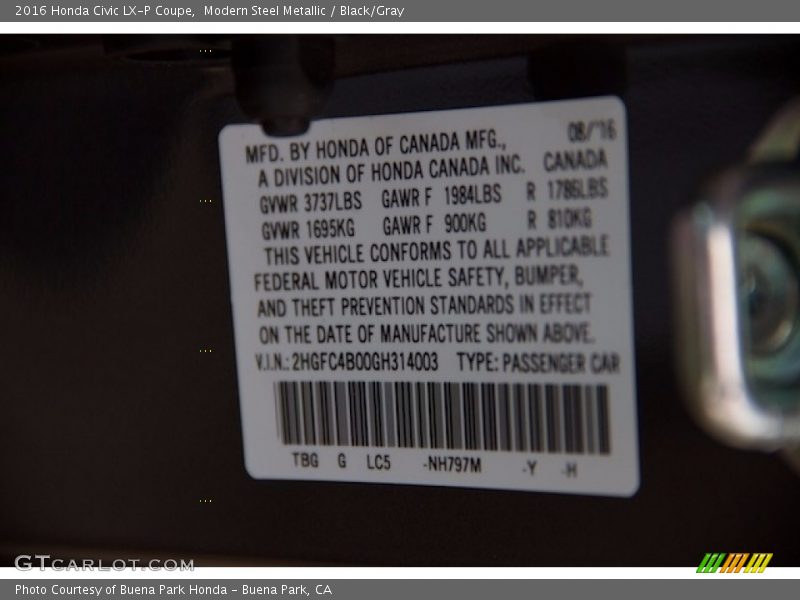 2016 Honda Civic LX-P Coupe,  Modern Steel Metallic / Black/Gray
08/'16
MFD. BY HONDA OF CANADA MFG.,
A DIVISION OF HONDA CANADA INC. CANADA
GVWR 3737LBS GAWR F 1984LBS R 1786LBS
GVWR 1695KG GAWR F 900KG R 810KG
THIS VEHICLE CONFORMS TO ALL APPLICABLE
FEDERAL MOTOR VEHICLE SAFETY, BUMPER,
AND THEFT PREVENTION STANDARDS IN EFFECT
ON THE DATE OF MANUFACTURE SHOWN ABOVE.
V.I.N.: 2HGFC4B00GH314003 TYPE: PASSENGER CAR
TBG G LC5 -NH797M -Y -H
GTCARLOT.COM
Photo Courtesy of Buena Park Honda - Buena Park, CA